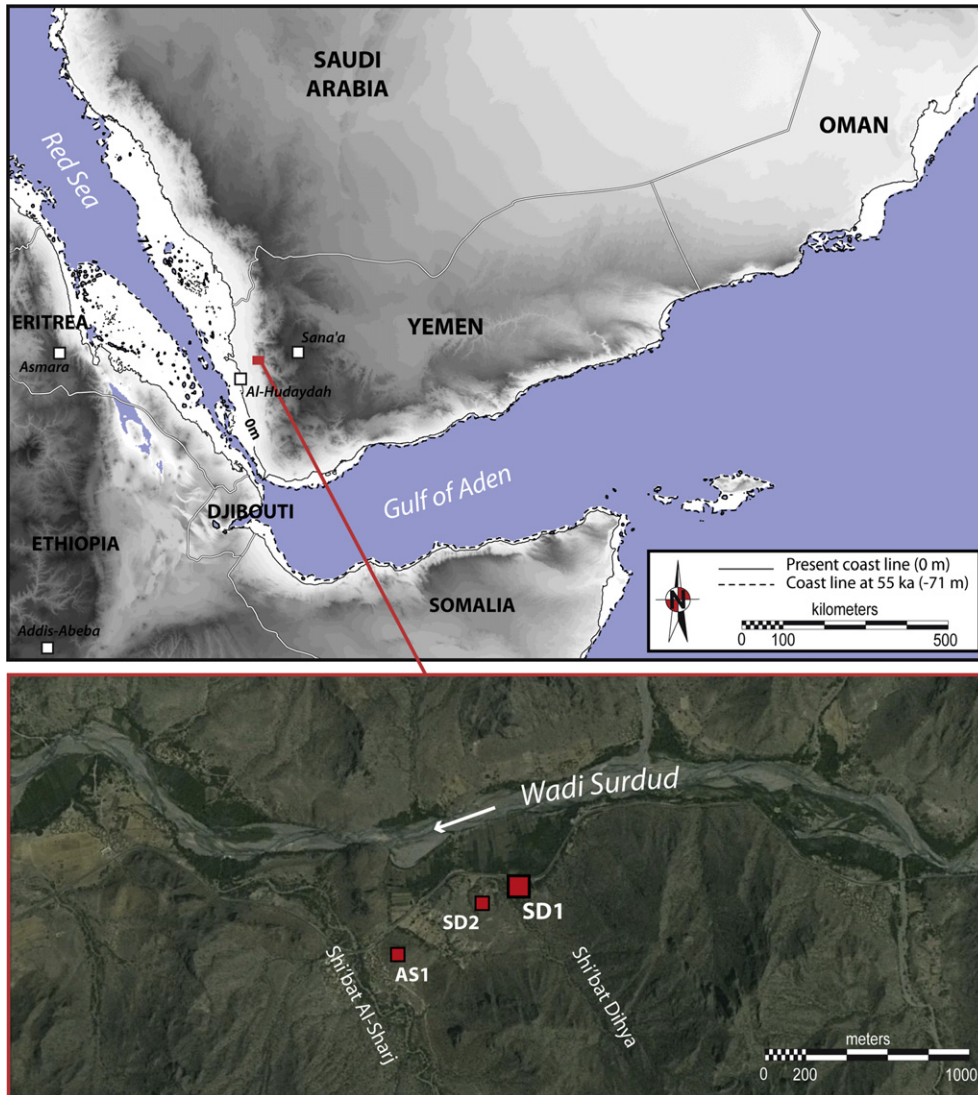 SAUDI
ARABIA
OMAN
Red Sea
-71m
ERITREA
Asmara
YEMEN
Sana'a
Al-Hudaydah
0m
Gulf of Aden
DJIBOUTI
ETHIOPIA
SOMALIA
Addis-Abeba
Present coast line (0 m)
Coast line at 55 ka (-71 m)
N
kilometers
0 100 500
Wadi Surdud
SD1
SD2
AS1
Shi'bat Al-Sharj
Shi'bat Dihya
meters
0 200 1000